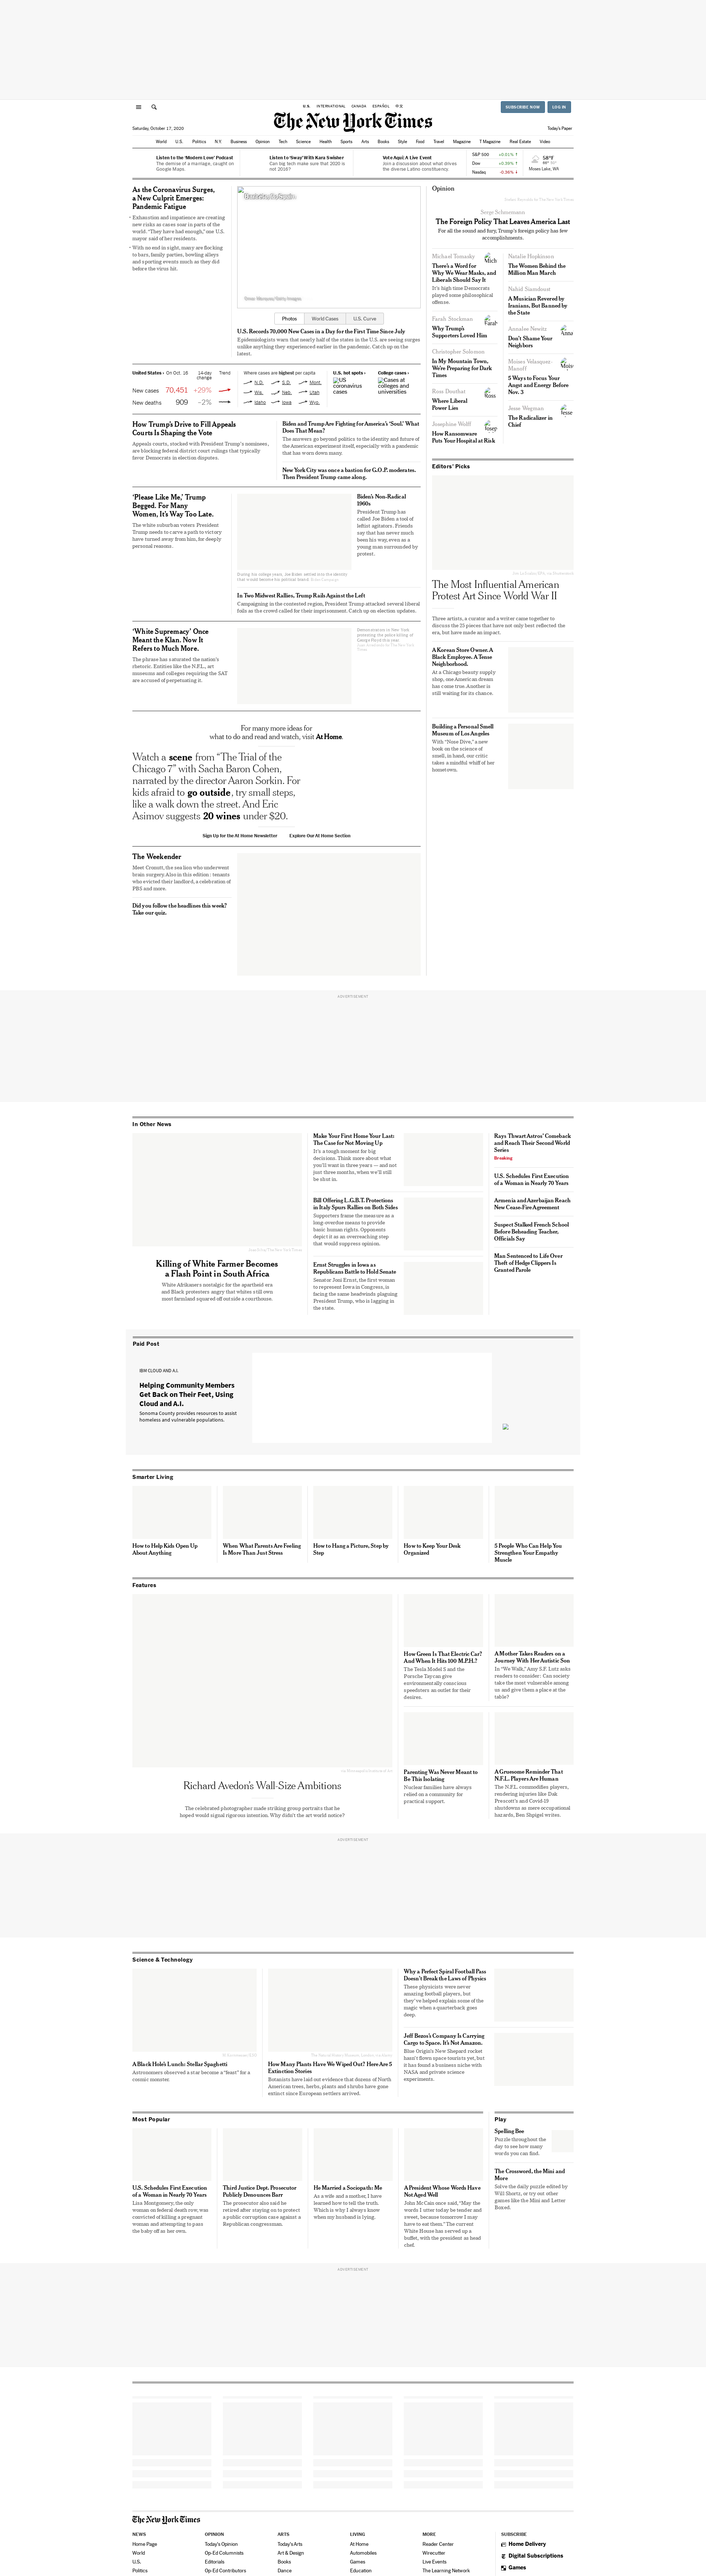 U.S. INTERNATIONAL CANADA ESPAÑOL 中文
SUBSCRIBE NOW LOG IN
The New York Times
Saturday, October 17, 2020
Today's Paper
World U.S. Politics N.Y. Business Opinion Tech Science Health Sports Arts Books Style Food Travel Magazine T Magazine Real Estate Video
Listen to the 'Modern Love' Podcast
The demise of a marriage, caught on
Google Maps.
Listen to 'Sway' With Kara Swisher
Can big tech make sure that 2020 is
not 2016?
Vote Aquí: A Live Event
Join a discussion about what drives
the diverse Latino constituency.
S&P 500 +0.01% ↑
Dow +0.39% ↑
Nasdaq -0.36% ↓
58°F
Moses Lake, WA
As the Coronavirus Surges,
a New Culprit Emerges:
Pandemic Fatigue
• Exhaustion and impatience are creating
new risks as cases soar in parts of the
world. "They have had enough," one U.S.
mayor said of her residents.
• With no end in sight, many are flocking
to bars, family parties, bowling alleys
and sporting events much as they did
before the virus hit.
Photos World Cases U.S. Curve
U.S. Records 70,000 New Cases in a Day for the First Time Since July
Epidemiologists warn that almost half of the states in the U.S. are seeing surges
unlike anything they experienced earlier in the pandemic. Catch up on the
latest.
United States › On Oct. 16 14-day
change Trend
New cases 70,451 +29%
New deaths 909 −2%
Where cases are highest per capita
N.D. S.D. Mont.
Wis. Neb. Utah
Idaho Iowa Wyo.
U.S. hot spots ›
US
coronavirus
cases
College cases ›
Cases at
colleges and
universities
How Trump's Drive to Fill Appeals
Courts Is Shaping the Vote
Appeals courts, stocked with President Trump's nominees,
are blocking federal district court rulings that typically
favor Democrats in election disputes.
Biden and Trump Are Fighting for America's 'Soul.' What
Does That Mean?
The answers go beyond politics and to the identity of itself and
the American experiment itself, especially with a pandemic
that has worn down many.
New York City was once a bastion for G.O.P. moderates.
Then President Trump came along.
'Please Like Me,' Trump
Begged. For Many
Women, It's Way Too Late.
The white suburban voters President
Trump needs to carve a path to victory
have turned away from him, for deeply
personal reasons.
During his college years, Joe Biden settled into the identity
that would become his political brand.
Biden's Non-Radical
1960s
President Trump has
called Joe Biden a tool of
leftist agitators. Friends
say that has never much
been his way, even as a
young man surrounded by
protest.
In Two Midwest Rallies, Trump Rails Against the Left
Campaigning in the contested region, President Trump attacked several liberal
foils as the crowd called for their imprisonment. Catch up on election updates.
'White Supremacy' Once
Meant the Klan. Now It
Refers to Much More.
The phrase has saturated the nation's
rhetoric. Entities like the N.F.L., art
museums and colleges requiring the SAT
are accused of perpetuating it.
Demonstrators in New York
protesting the police killing of
George Floyd this year.
For many more ideas for
what to do and read and watch, visit At Home.
Watch a scene from "The Trial of the
Chicago 7" with Sacha Baron Cohen,
narrated by the director Aaron Sorkin. For
kids afraid to go outside, try small steps,
like a walk down the street. And Eric
Asimov suggests 20 wines under $20.
Sign Up for the At Home Newsletter Explore Our At Home Section
The Weekender
Meet Cromutt, the sea lion who underwent
brain surgery. Also in this edition: tenants
who evicted their landlord, a celebration of
PBS and more.
Did you follow the headlines this week?
Take our quiz.
Opinion
Serge Schmemann
The Foreign Policy That Leaves America Last
For all the sound and fury, Trump's foreign policy has few
accomplishments.
Michael Tomasky
There's a Word for
Why We Wear Masks, and
Liberals Should Say It
It's high time Democrats
played some philosophical
offense.
Farah Stockman
Why Trump's
Supporters Loved Him
Christopher Solomon
In My Mountain Town,
We're Preparing for Dark
Times
Ross Douthat
Where Liberal
Power Lies
Josephine Wolff
How Ransomware
Puts Your Hospital at Risk
Natalie Hopkinson
The Women Behind the
Million Man March
Nahid Siamdoust
A Musician Revered by
Iranians, But Banned by
the State
Annalee Newitz
Don't Shame Your
Neighbors
Moises Velasquez-
Manoff
5 Ways to Focus Your
Angst and Energy Before
Nov. 3
Jesse Wegman
The Radicalizer in
Chief
Editors' Picks
The Most Influential American
Protest Art Since World War II
Three artists, a curator and a writer came together to
discuss the 25 pieces that have not only best reflected the
era, but have made an impact.
A Korean Store Owner. A
Black Employee. A Tense
Neighborhood.
At a Chicago beauty supply
shop, an American dream
has come true. Another is
still waiting for its chance.
Building a Personal Smell
Museum of Los Angeles
With "Nose Dive," a new
book on the science of
smell, in hand, our critic
takes a mindful whiff of her
hometown.
ADVERTISEMENT
In Other News
Killing of White Farmer Becomes
a Flash Point in South Africa
White Afrikaners nostalgic for the apartheid era
and Black protesters angry that whites still own
most farmland squared off outside a courthouse.
Make Your First Home Your Last:
The Case for Not Moving Up
It's a tough moment for big
decisions. Think more about what
you'll want in three years — and not
just three months, when we'll still
be shut in.
Bill Offering L.G.B.T. Protections
in Italy Spurs Rallies on Both Sides
Supporters frame the measure as a
long-overdue means to provide
basic human rights. Opponents
depict it as an overreaching step
that would suppress opinion.
Ernst Struggles in Iowa as
Republicans Battle to Hold Senate
Senator Joni Ernst, the first woman
to represent Iowa in Congress, is
facing the same headwinds plaguing
President Trump, who is lagging in
the state.
Rays Thwart Astros' Comeback
and Reach Their Second World
Series
Breaking
U.S. Schedules First Execution
of a Woman in Nearly 70 Years
Armenia and Azerbaijan Reach
New Cease-Fire Agreement
Suspect Stalked French School
Before Beheading Teacher,
Officials Say
Man Sentenced to Life Over
Theft of Hedge Clippers Is
Granted Parole
Paid Post
IBM CLOUD AND A.I.
Helping Community Members
Get Back on Their Feet, Using
Cloud and A.I.
Sonoma County provides resources to assist
homeless and vulnerable populations.
Smarter Living
How to Help Kids Open Up
About Anything
When What Parents Are Feeling
Is More Than Just Stress
How to Hang a Picture, Step by
Step
How to Keep Your Desk
Organized
5 People Who Can Help You
Strengthen Your Empathy
Muscle
Features
Richard Avedon's Wall-Size Ambitions
The celebrated photographer made striking group portraits that he
hoped would signal rigorous intention. Why didn't the art world notice?
How Green Is That Electric Car?
And When It Hits 100 M.P.H.?
The Tesla Model S and the
Porsche Taycan give
environmentally conscious
speedsters an outlet for their
desires.
A Mother Takes Readers on a
Journey With Her Autistic Son
In "We Walk," Amy S.F. Lutz asks
readers to consider: Can society
take the most vulnerable among
us and give them a place at the
table?
Parenting Was Never Meant to
Be This Isolating
Nuclear families have always
relied on a community for
practical support.
A Gruesome Reminder That
N.F.L. Players Are Human
The N.F.L. commodifies players,
rendering injuries like Dak
Prescott's and Covid-19
shutdowns as mere occupational
hazards, Ben Shpigel writes.
ADVERTISEMENT
Science & Technology
A Black Hole's Lunch: Stellar Spaghetti
Astronomers observed a star become a "feast" for a
cosmic monster.
How Many Plants Have We Wiped Out? Here Are 5
Extinction Stories
Botanists have laid out evidence that dozens of North
American trees, herbs, plants and shrubs have gone
extinct since European settlers arrived.
Why a Perfect Spiral Football Pass
Doesn't Break the Laws of Physics
These physicists were never
amazing football players, but
they've helped explain some of the
magic when a quarterback goes
deep.
Jeff Bezos's Company Is Carrying
Cargo to Space. It's Not Amazon.
Blue Origin's New Shepard rocket
hasn't flown space tourists yet, but
it has found a business niche with
NASA and private science
experiments.
Most Popular
U.S. Schedules First Execution
of a Woman in Nearly 70 Years
Lisa Montgomery, the only
woman on federal death row, was
convicted of killing a pregnant
woman and attempting to pass
the baby off as her own.
Third Justice Dept. Prosecutor
Publicly Denounces Barr
The prosecutor also said he
retired after staying on to protect
a public corruption case against a
Republican congressman.
He Married a Sociopath: Me
As a wife and mother, I have
learned how to tell the truth.
Which is why I always know
when my husband is lying.
A President Whose Words Have
Not Aged Well
John McCain once said, "May the
words I utter today be tender and
sweet, because tomorrow I may
have to eat them." The current
White House has served up a
buffet, with the president as head
chef.
Play
Spelling Bee
Puzzle throughout the
day to see how many
words you can find.
The Crossword, the Mini and
More
Solve the daily puzzle edited by
Will Shortz, or try out other
games like the Mini and Letter
Boxed.
ADVERTISEMENT
The New York Times
NEWS
Home Page
World
U.S.
Politics
OPINION
Today's Opinion
Op-Ed Columnists
Editorials
Op-Ed Contributors
ARTS
Today's Arts
Art & Design
Books
Dance
LIVING
At Home
Automobiles
Games
Education
MORE
Reader Center
Wirecutter
Live Events
The Learning Network
SUBSCRIBE
Home Delivery
Digital Subscriptions
Games